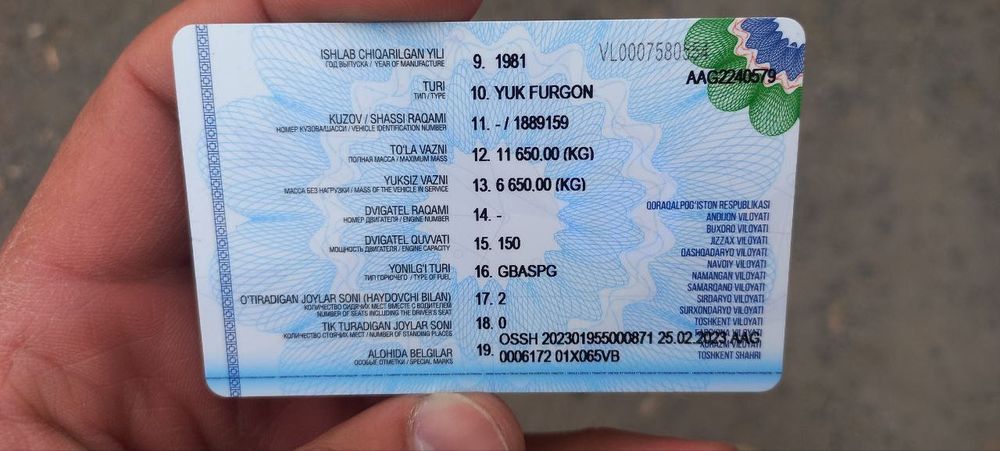 VL0007580554
AAG2240579
ISHLAB CHIQARILGAN YILI
ГОД ВЫПУСКА / YEAR OF MANUFACTURE
9. 1981
TURI
ТИП / TYPE
10. YUK FURGON
KUZOV / SHASSI RAQAMI
НОМЕР КУЗОВА/ШАССИ / VEHICLE IDENTIFICATION NUMBER
11. - / 1889159
TO'LA VAZNI
ПОЛНАЯ МАССА / MAXIMUM MASS
12. 11 650.00 (KG)
YUKSIZ VAZNI
МАССА БЕЗ НАГРУЗКИ / MASS OF THE VEHICLE IN SERVICE
13. 6 650.00 (KG)
DVIGATEL RAQAMI
НОМЕР ДВИГАТЕЛЯ / ENGINE NUMBER
14. -
DVIGATEL QUVVATI
МОЩНОСТЬ ДВИГАТЕЛЯ / ENGINE CAPACITY
15. 150
YONILG'I TURI
ТИП ГОРЮЧЕГО / TYPE OF FUEL
16. GBASPG
O'TIRADIGAN JOYLAR SONI (HAYDOVCHI BILAN)
КОЛИЧЕСТВО СИДЯЧИХ МЕСТ ВМЕСТЕ С ВОДИТЕЛЕМ
NUMBER OF SEATS INCLUDING THE DRIVER'S SEAT
17. 2
TIK TURADIGAN JOYLAR SONI
КОЛИЧЕСТВО СТОЯЧИХ МЕСТ / NUMBER OF STANDING PLACES
18. 0
ALOHIDA BELGILAR
ОСОБЫЕ ОТМЕТКИ / SPECIAL MARKS
19. OSSH 202301955000871 25.02.2023 AAG
0006172 01X065VB
QORAQALPOG'ISTON RESPUBLIKASI
ANDIJON VILOYATI
BUXORO VILOYATI
JIZZAX VILOYATI
QASHQADARYO VILOYATI
NAVOIY VILOYATI
NAMANGAN VILOYATI
SAMARQAND VILOYATI
SIRDARYO VILOYATI
SURXONDARYO VILOYATI
TOSHKENT VILOYATI
FARG'ONA VILOYATI
XORAZM VILOYATI
TOSHKENT SHAHRI